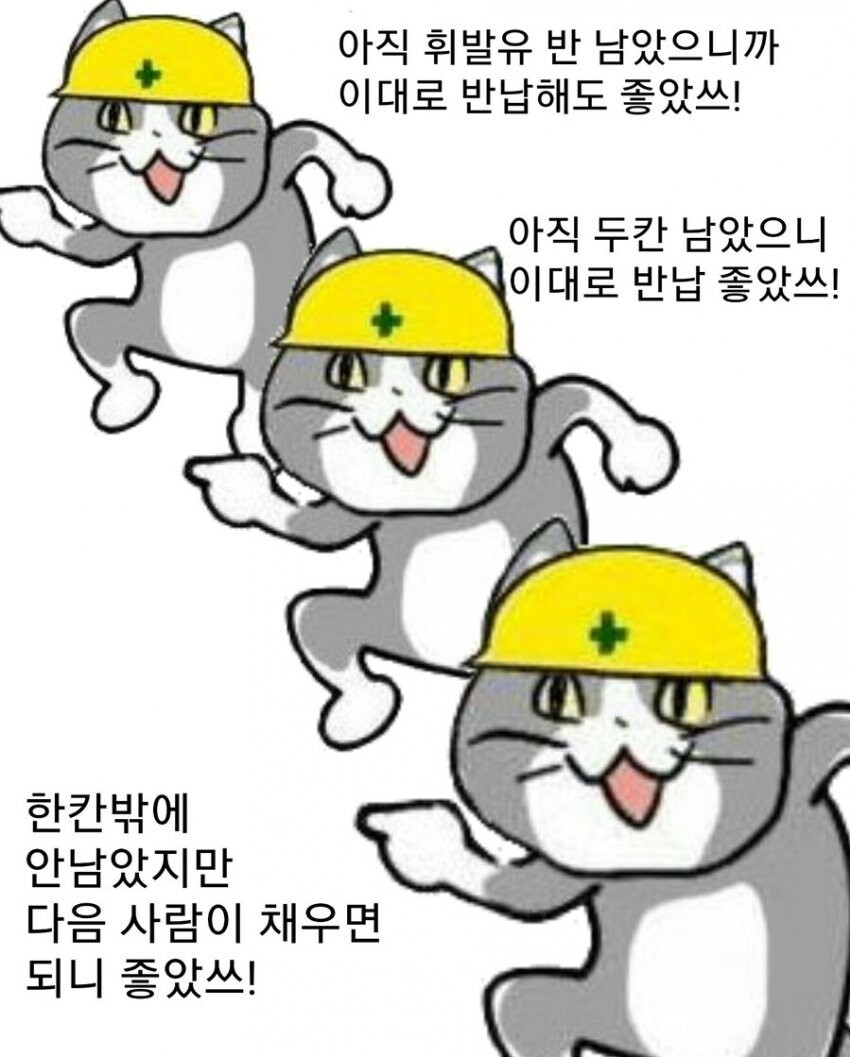 아직 휘발유 반 남았으니까
이대로 반납해도 좋았쓰!
아직 두칸 남았으니
이대로 반납 좋았쓰!
한칸밖에
안남았지만
다음 사람이 채우면
되니 좋았쓰!